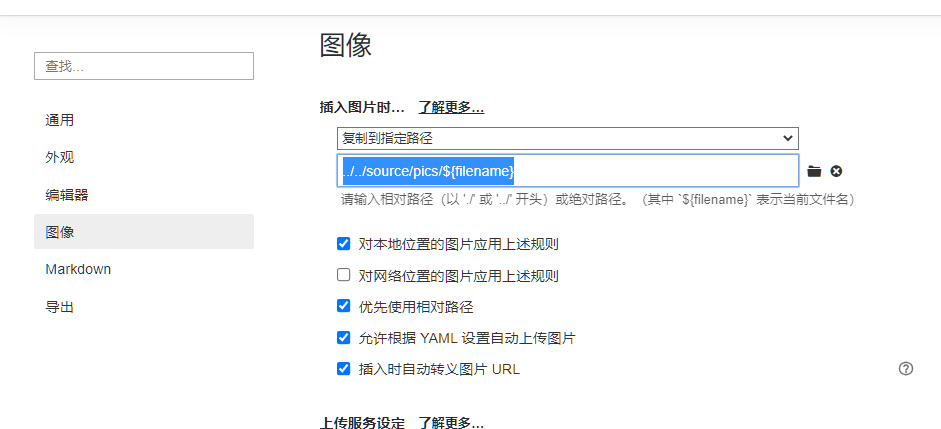 图像
查找...
插入图片时... 了解更多...
通用
复制到指定路径
外观
../../source/pics/${filename}
编辑器
请输入相对路径（以 './' 或 '../' 开头）或绝对路径。（其中 `${filename}` 表示当前文件名）
图像
对本地位置的图片应用上述规则
Markdown
对网络位置的图片应用上述规则
导出
优先使用相对路径
允许根据 YAML 设置自动上传图片
插入时自动转义图片 URL
上传服务设定 了解更多...